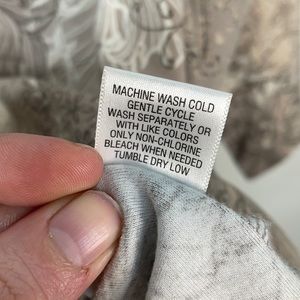 MACHINE WASH COLD
GENTLE CYCLE
WASH SEPARATELY OR
WITH LIKE COLORS
ONLY NON-CHLORINE
BLEACH WHEN NEEDED
TUMBLE DRY LOW